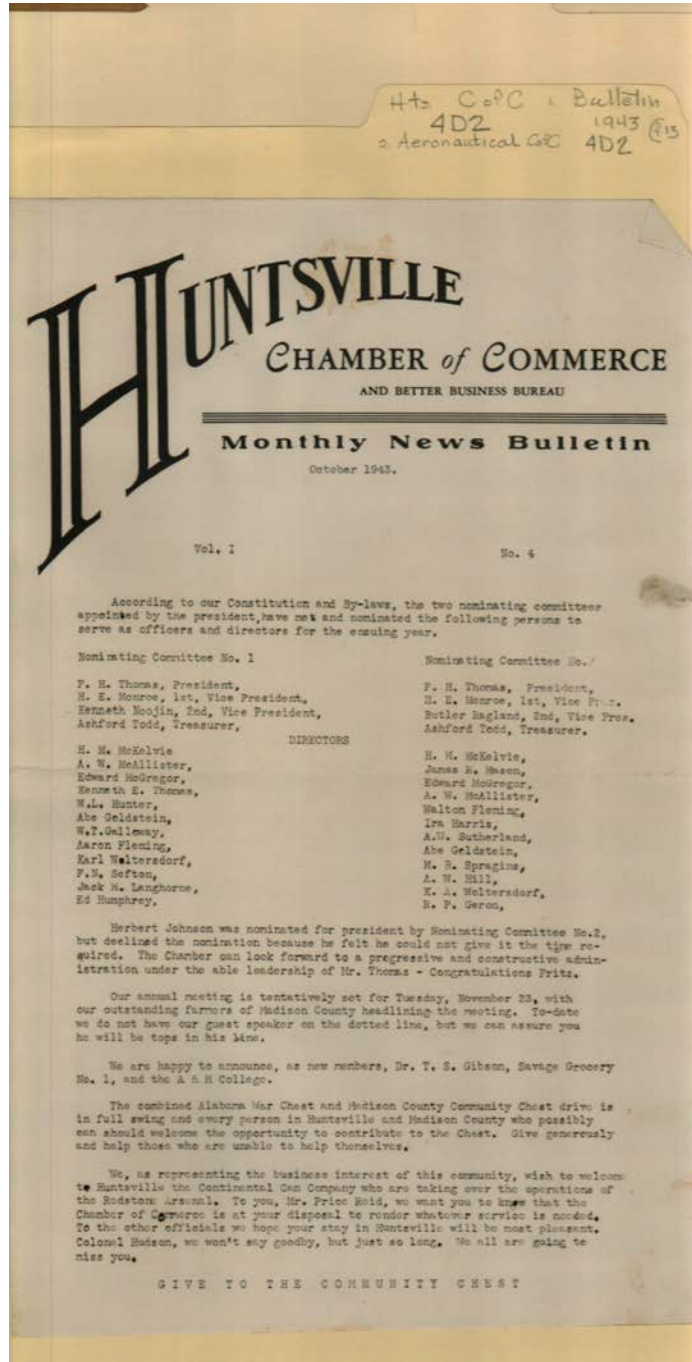 Hts CofC 1 Bulletin
4D2 1943
2 Aeronautical CofC 4D2
HUNTSVILLE
CHAMBER of COMMERCE
AND BETTER BUSINESS BUREAU
Monthly News Bulletin
October 1943.
Vol. I No. 4
According to our Constitution and By-laws, the two nominating committees
appointed by the president,have met and nominated the following persons to
serve as officers and directors for the ensuing year.
Nominating Committee No. 1 Nominating Committee No.
F. H. Thomas, President, F. H. Thomas, President,
H. E. Monroe, 1st, Vice President, H. E. Monroe, 1st, Vice Pres.
Kenneth Noojin, 2nd, Vice President, Butler Ragland, 2nd, Vice Pres.
Ashford Todd, Treasurer, Ashford Todd, Treasurer.
DIRECTORS
H. M. McKelvie H. M. McKelvie,
A. W. McAllister, James R. Mason,
Edward McGregor, Edward McGregor,
Kenneth E. Thomas, A. W. McAllister,
W.L. Hunter, Walton Fleming,
Abe Goldstein, Ira Harris,
W.T.Galloway, A.W. Sutherland,
Aaron Fleming, Abe Goldstein,
Karl Woltersdorf, M. B. Spragins,
F.N. Sefton, A. W. Hill,
Jack M. Langhorne, K. A. Woltersdorf,
Ed Humphrey, R. P. Geron,
Herbert Johnson was nominated for president by Nominating Committee No.2,
but declined the nomination because he felt he could not give it the time re-
quired. The Chamber can look forward to a progressive and constructive admin-
istration under the able leadership of Mr. Thomas - Congratulations Fritz.
Our annual meeting is tentatively set for Tuesday, November 23, with
our outstanding farmers of Madison County headlining the meeting. To-date
we do not have our guest speaker on the dotted line, but we can assure you
he will be tops in his line.
We are happy to announce, as new members, Dr. T. S. Gibson, Savage Grocery
No. 1, and the A & M College.
The combined Alabama War Chest and Madison County Community Chest drive is
in full swing and every person in Huntsville and Madison County who possibly
can should welcome the opportunity to contribute to the Chest. Give generously
and help those who are unable to help themselves.
We, as representing the business interest of this community, wish to welcome
to Huntsville the Continental Can Company who are taking over the operations of
the Redstone Arsenal. To you, Mr. Price Reid, we want you to know that the
Chamber of Commerce is at your disposal to render whatever service is needed.
To the other officials we hope your stay in Huntsville will be most pleasant.
Colonel Hudson, we won't say goodby, but just so long. We all are going to
miss you.
GIVE TO THE COMMUNITY CHEST